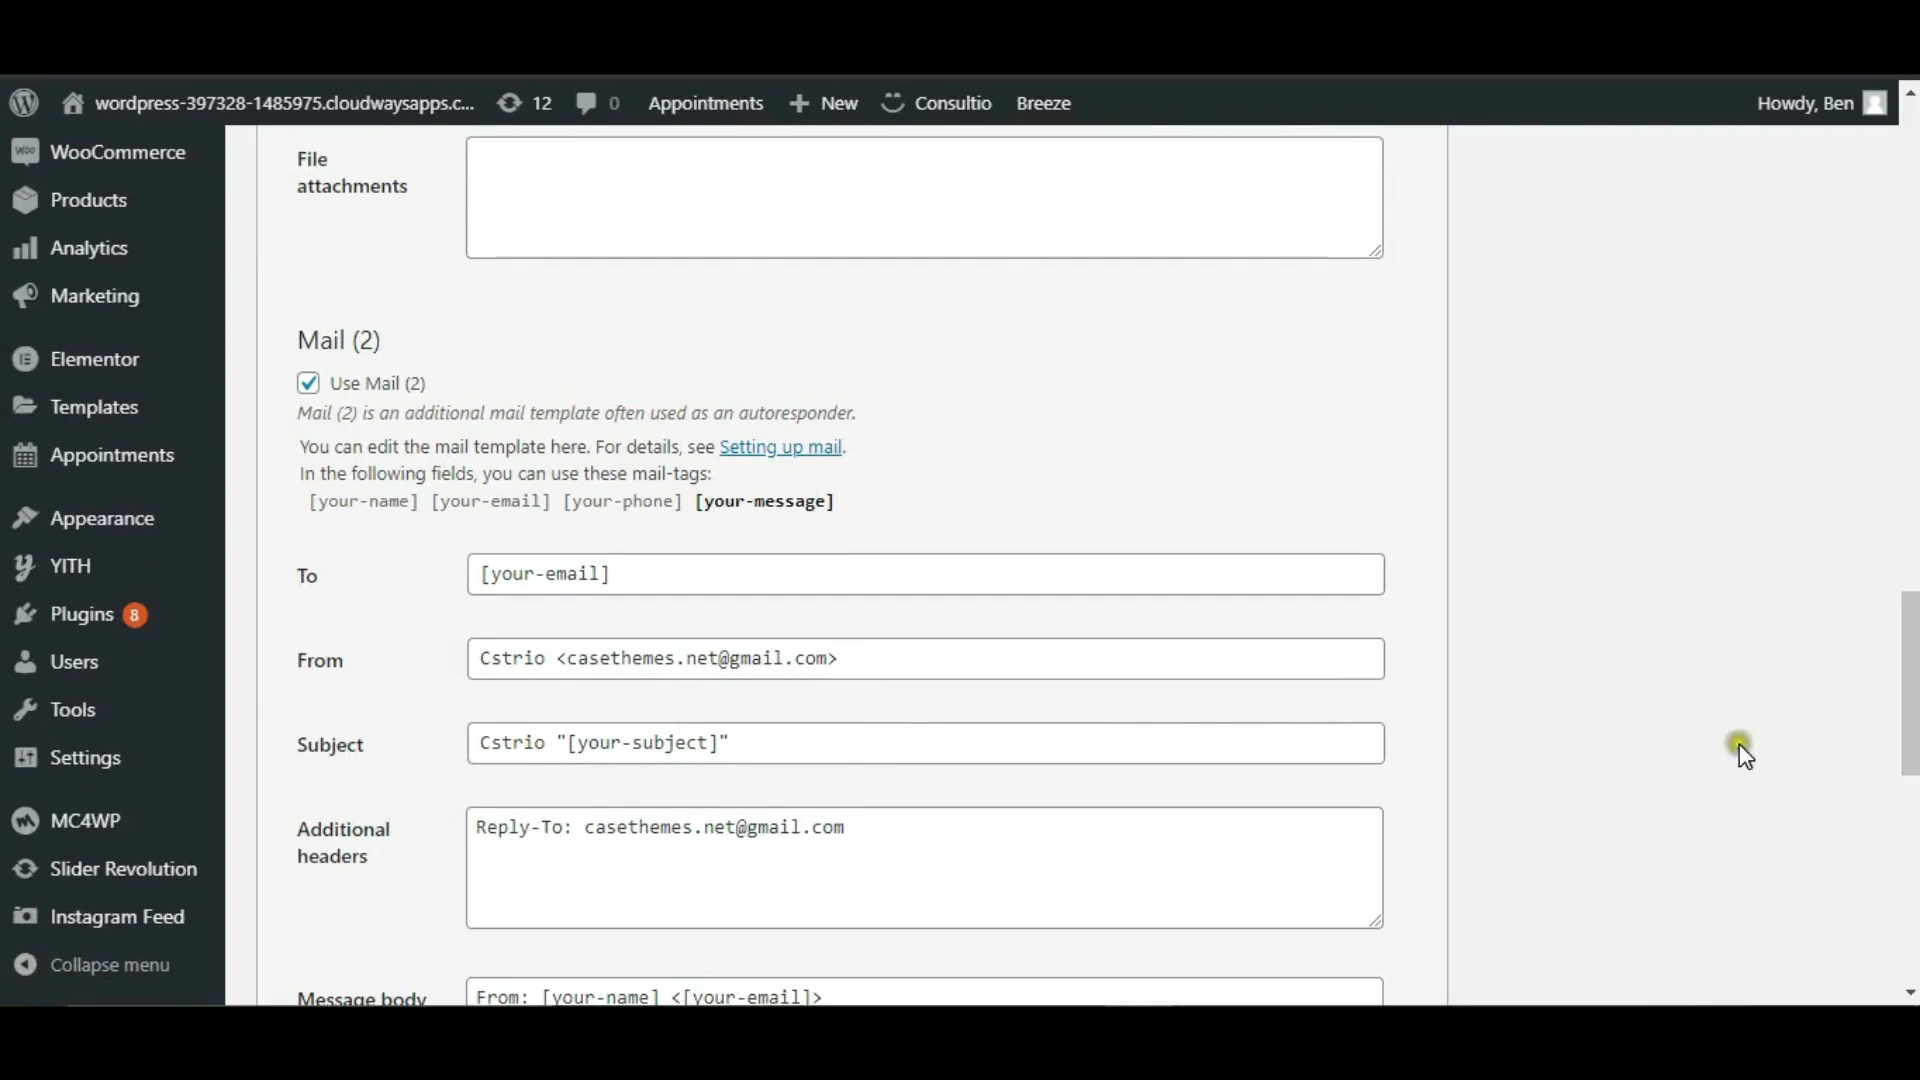 wordpress-397328-1485975.cloudwaysapps.c... 12 0 Appointments New Consultio Breeze Howdy, Ben
WooCommerce
Products
Analytics
Marketing
Elementor
Templates
Appointments
Appearance
YITH
Plugins 8
Users
Tools
Settings
MC4WP
Slider Revolution
Instagram Feed
Collapse menu
File
attachments
Mail (2)
Use Mail (2)
Mail (2) is an additional mail template often used as an autoresponder.
You can edit the mail template here. For details, see Setting up mail.
In the following fields, you can use these mail-tags:
[your-name] [your-email] [your-phone] [your-message]
To
[your-email]
From
Cstrio <casethemes.net@gmail.com>
Subject
Cstrio "[your-subject]"
Additional
headers
Reply-To: casethemes.net@gmail.com
Message body
From: [your-name] <[your-email]>